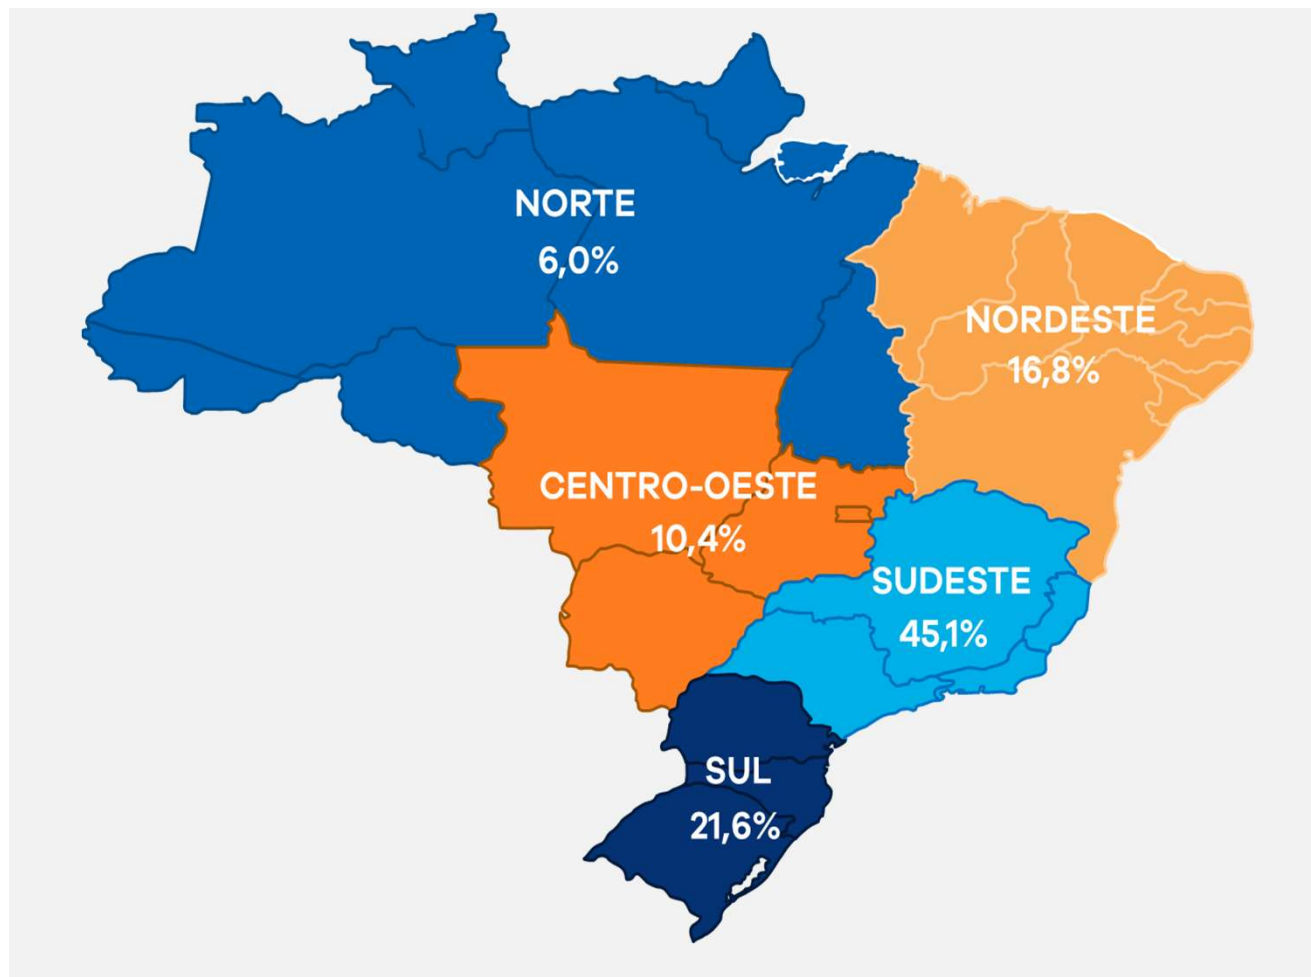 NORTE
6,0%
NORDESTE
16,8%
CENTRO-OESTE
10,4%
SUDESTE
45,1%
SUL
21,6%